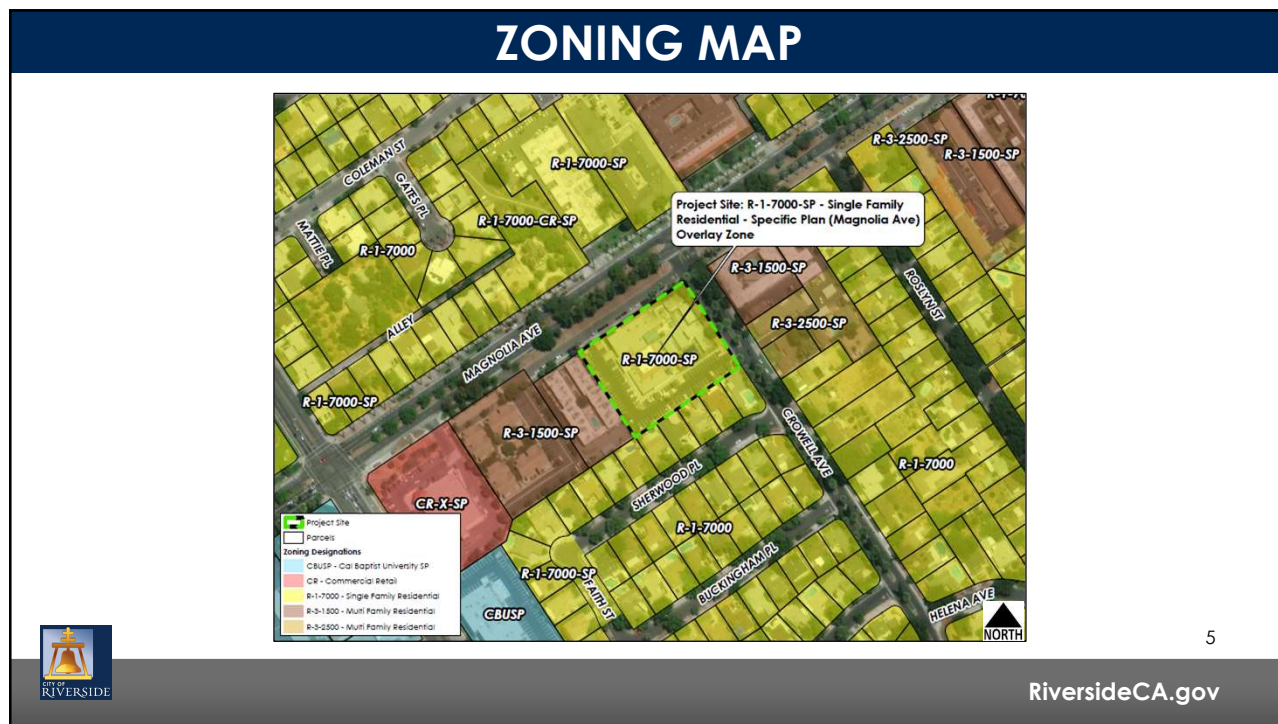 ZONING MAP
COLEMAN ST
GATES PL
MATTIE PL
R-1-7000
R-1-7000-SP
R-1-7000-CR-SP
R-3-2500-SP
R-3-1500-SP
Project Site: R-1-7000-SP - Single Family
Residential - Specific Plan (Magnolia Ave)
Overlay Zone
R-3-1500-SP
R-3-2500-SP
ROSLYN ST
ALLEY
MAGNOLIA AVE
R-1-7000-SP
R-1-7000-SP
R-3-1500-SP
CROWELL AVE
R-1-7000
SHERWOOD PL
CR-X-SP
R-1-7000
R-1-7000-SP
FAITH ST
BUCKINGHAM PL
HELENA AVE
CBUSP
Project Site
Parcels
Zoning Designations
CBUSP - Cal Baptist University SP
CR - Commercial Retail
R-1-7000 - Single Family Residential
R-3-1500 - Multi Family Residential
R-3-2500 - Multi Family Residential
NORTH
5
CITY OF
RIVERSIDE
RiversideCA.gov